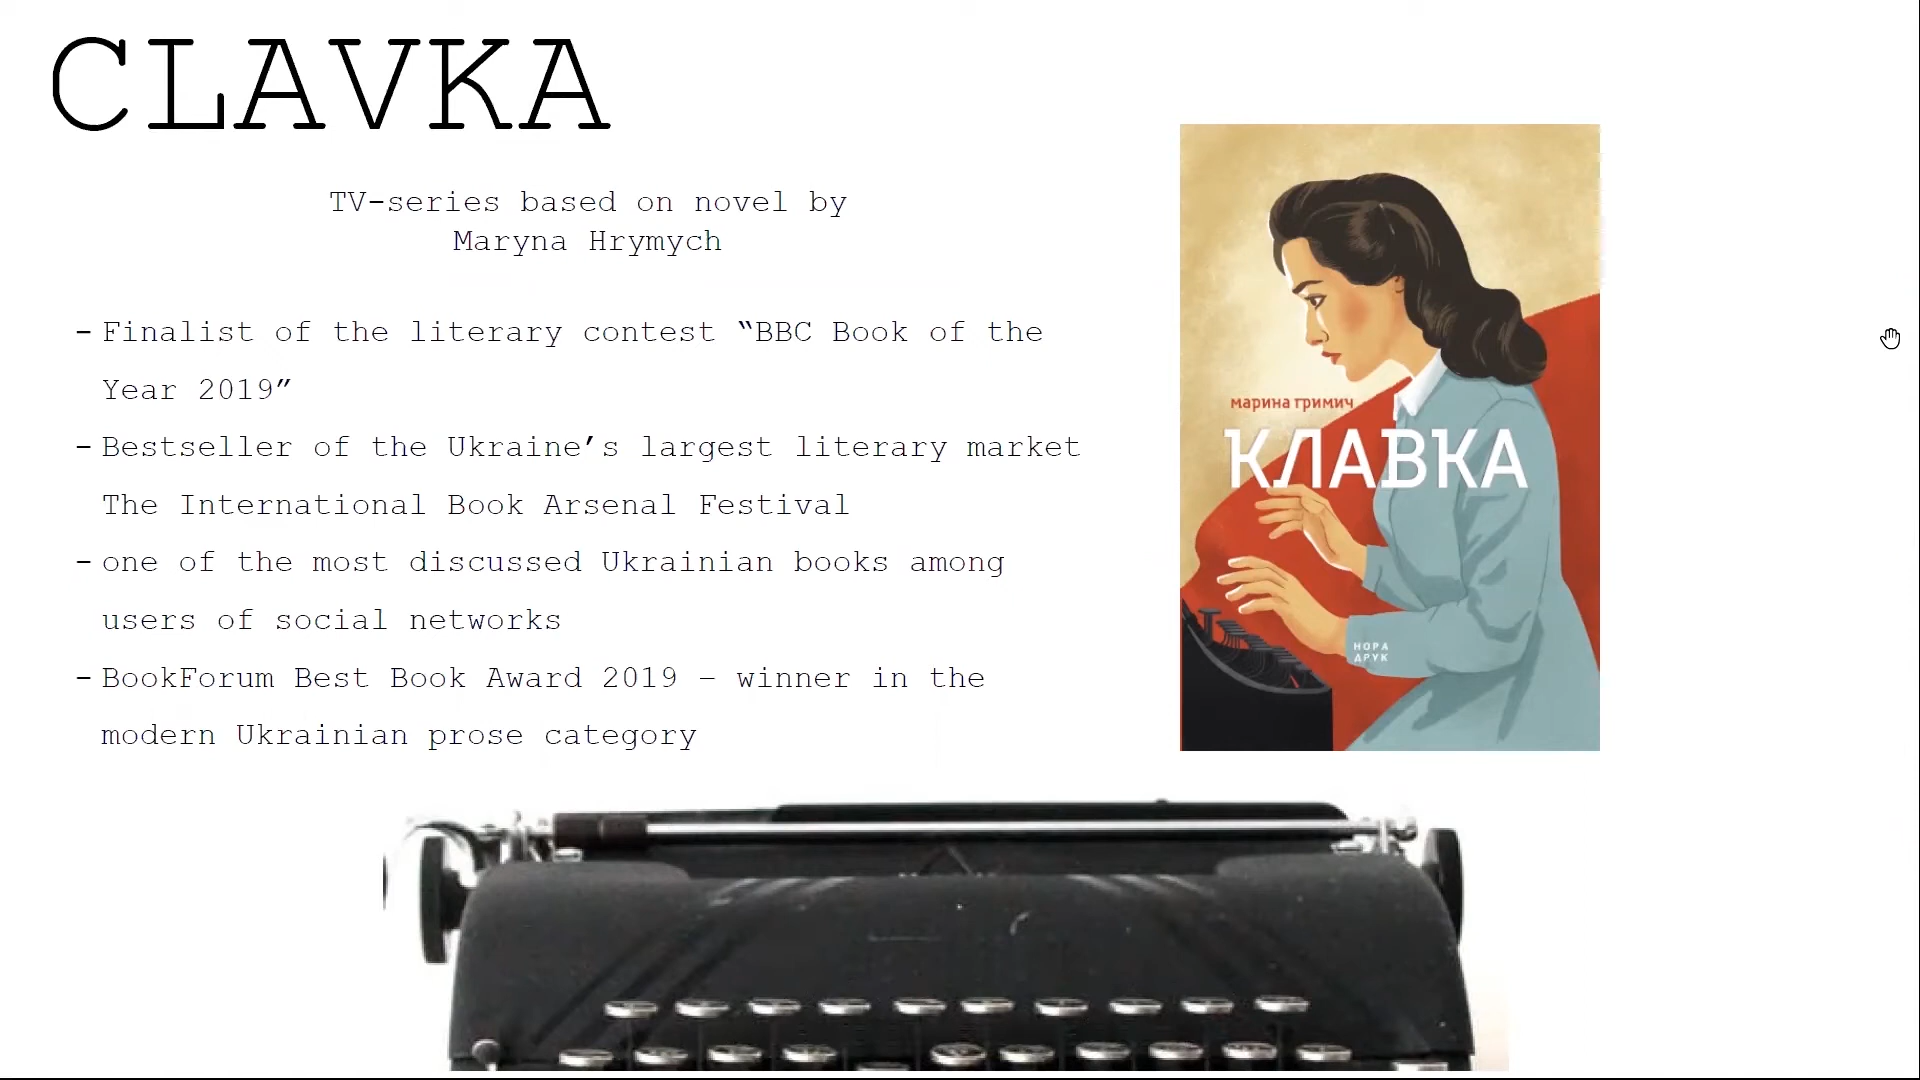 CLAVKA
TV-series based on novel by
Maryna Hrymych
- Finalist of the literary contest “BBC Book of the
Year 2019”
- Bestseller of the Ukraine’s largest literary market
The International Book Arsenal Festival
- one of the most discussed Ukrainian books among
users of social networks
- BookForum Best Book Award 2019 – winner in the
modern Ukrainian prose category
марина гримич
КЛАВКА
НОРА
ДРУК